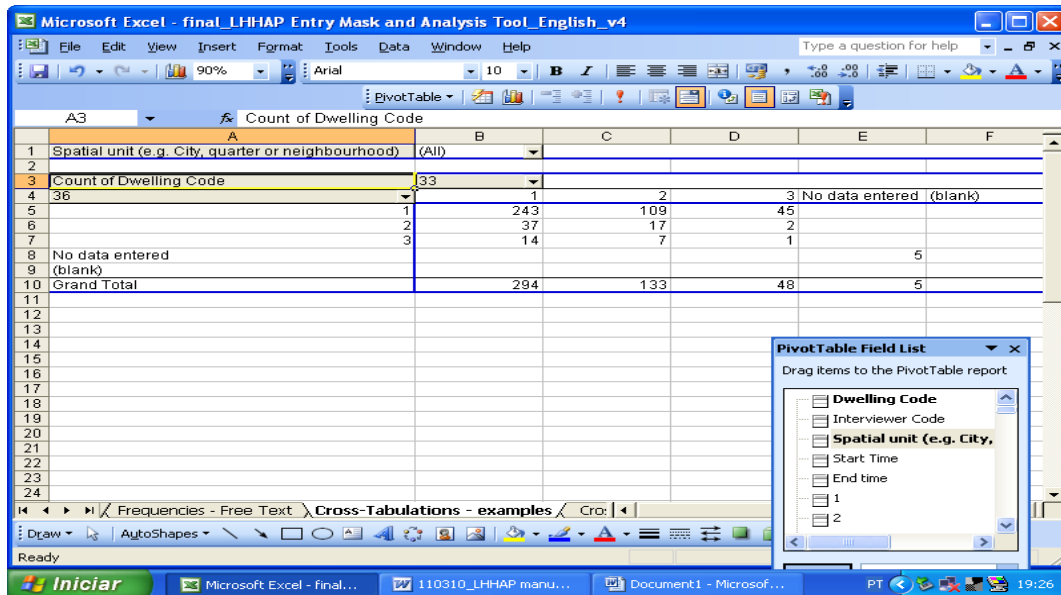 Microsoft Excel - final_LHHAP Entry Mask and Analysis Tool_English_v4
File Edit View Insert Format Tools Data Window Help Type a question for help
90% Arial 10 B I A
PivotTable
A3 fx Count of Dwelling Code
A B C D E F
1 Spatial unit (e.g. City, quarter or neighbourhood) (All)
2
3 Count of Dwelling Code 33
4 36 1 2 3 No data entered (blank)
5 1 243 109 45
6 2 37 17 2
7 3 14 7 1
8 No data entered 5
9 (blank)
10 Grand Total 294 133 48 5
11
12
13
14
15
16
17
18
19
20
21
22
23
24
PivotTable Field List
Drag items to the PivotTable report
Dwelling Code
Interviewer Code
Spatial unit (e.g. City,
Start Time
End time
1
2
Frequencies - Free Text Cross-Tabulations - examples
Draw AutoShapes A A
Ready
Iniciar Microsoft Excel - final... 110310_LHHAP manu... Document1 - Microsof... PT 19:26